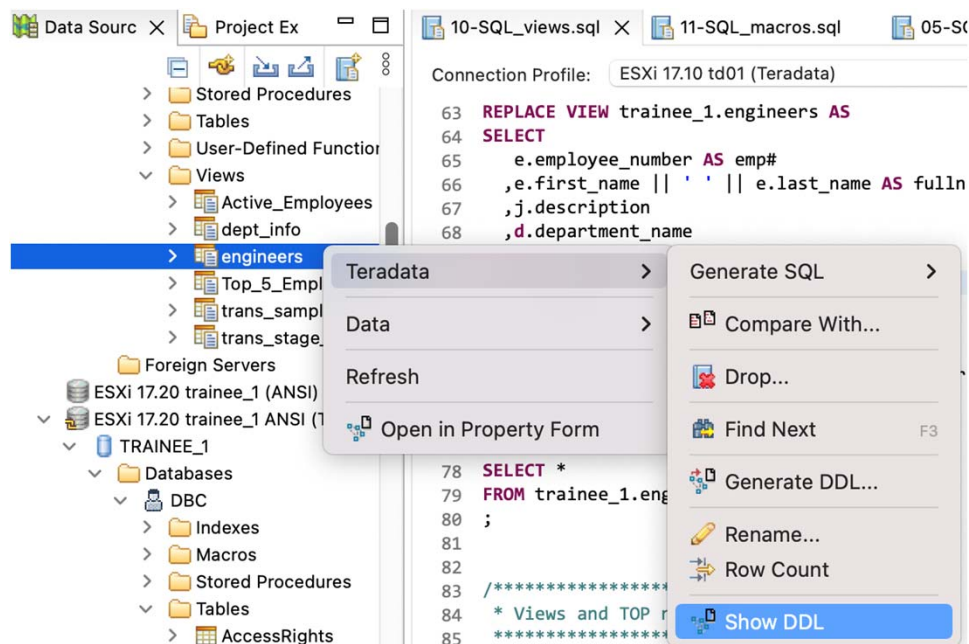 Data Sourc
Project Ex
10-SQL_views.sql
11-SQL_macros.sql
05-S
Connection Profile: ESXi 17.10 td01 (Teradata)
Stored Procedures
Tables
User-Defined Function
Views
Active_Employees
dept_info
engineers
Top_5_Empl
trans_sampl
trans_stage_
Foreign Servers
ESXi 17.20 trainee_1 (ANSI)
ESXi 17.20 trainee_1 ANSI (T
TRAINEE_1
Databases
DBC
Indexes
Macros
Stored Procedures
Tables
AccessRights
63 REPLACE VIEW trainee_1.engineers AS
64 SELECT
65 e.employee_number AS emp#
66 ,e.first_name || ' ' || e.last_name AS fulln
67 ,j.description
68 ,d.department_name
Teradata
Data
Refresh
Open in Property Form
Generate SQL
Compare With...
Drop...
Find Next F3
Generate DDL...
Rename...
Row Count
Show DDL
78 SELECT *
79 FROM trainee_1.eng
80 ;
81
82
83 /*****************
84 * Views and TOP
85 *****************